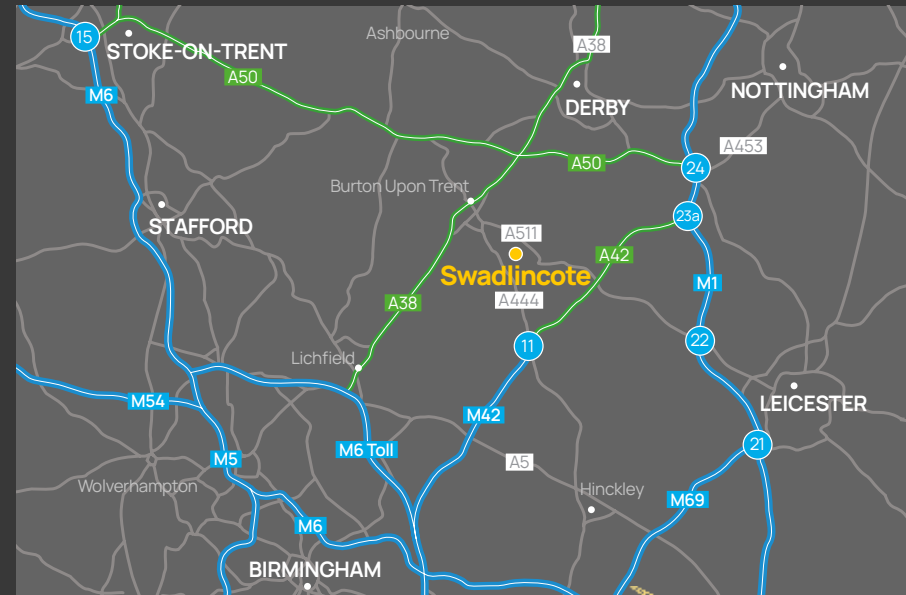 Ashbourne
15
A38
STOKE-ON-TRENT
A50
NOTTINGHAM
M6
DERBY
A453
A50
24
Burton Upon Trent
23a
STAFFORD
A511
A42
Swadlincote
M1
A444
A38
22
11
Lichfield
M54
LEICESTER
M42
21
M6 Toll
M5
A5
Wolverhampton
Hinckley
M69
M6
BIRMINGHAM